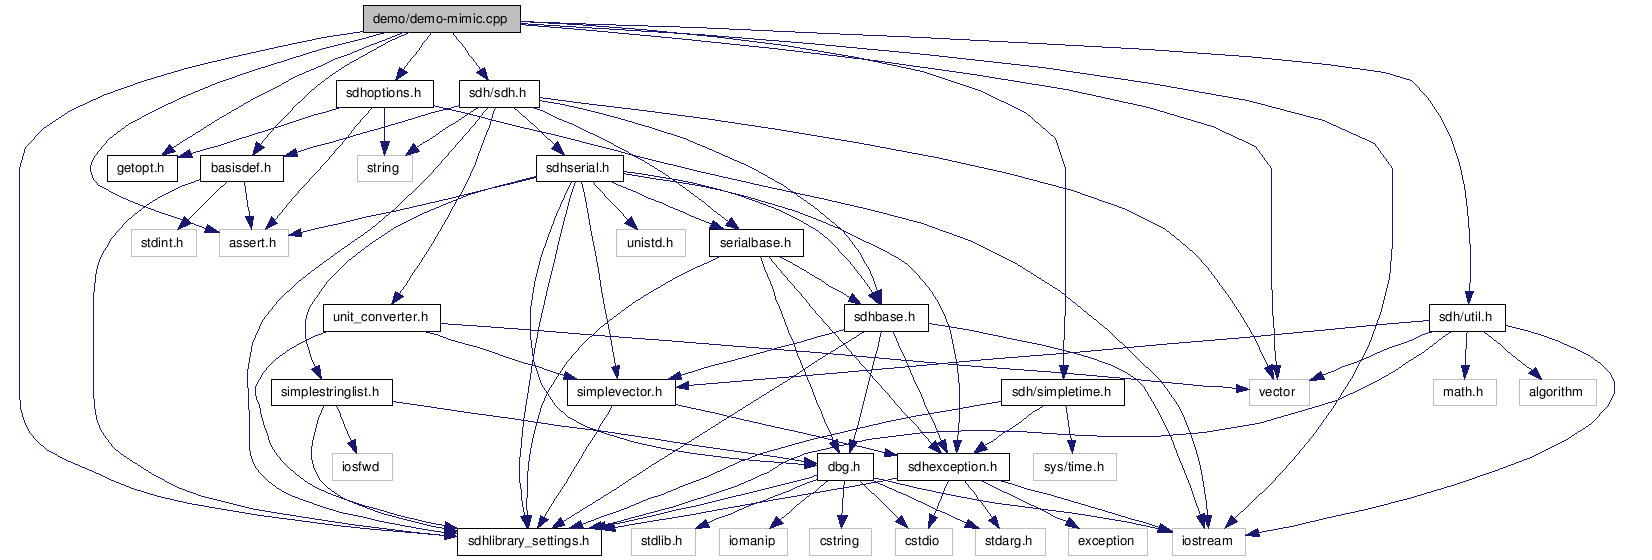 demo/demo-mimic.cpp
sdhoptions.h
sdh/sdh.h
getopt.h
basisdef.h
string
sdhserial.h
stdint.h
assert.h
unistd.h
serialbase.h
unit_converter.h
sdhbase.h
sdh/util.h
simplestringlist.h
simplevector.h
sdh/simpletime.h
vector
math.h
algorithm
iosfwd
dbg.h
sdhexception.h
sys/time.h
sdhlibrary_settings.h
stdlib.h
iomanip
cstring
cstdio
stdarg.h
exception
iostream